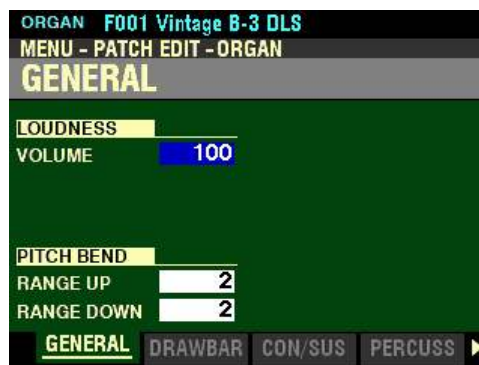 ORGAN F001 Vintage B-3 DLS
MENU - PATCH EDIT - ORGAN
GENERAL
LOUDNESS
VOLUME 100
PITCH BEND
RANGE UP 2
RANGE DOWN 2
GENERAL DRAWBAR CON/SUS PERCUSS